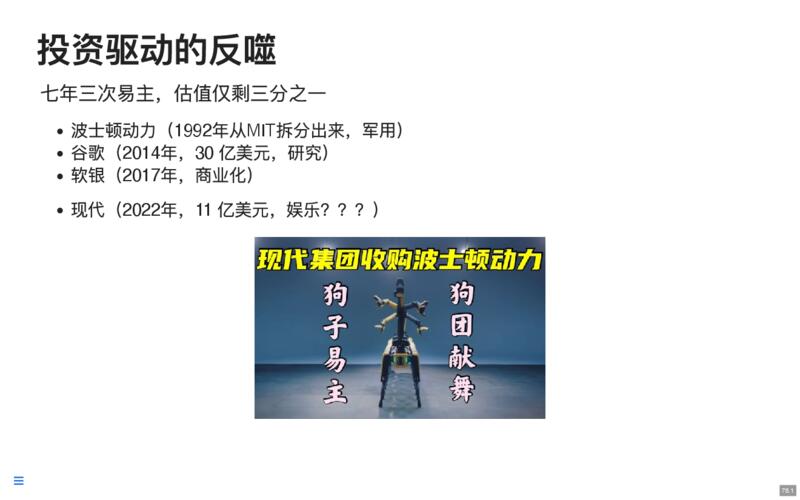 投资驱动的反噬
七年三次易主，估值仅剩三分之一
• 波士顿动力（1992年从MIT拆分出来，军用）
• 谷歌（2014年，30 亿美元，研究）
• 软银（2017年，商业化）
• 现代（2022年，11 亿美元，娱乐？？？）
现代集团收购波士顿动力
狗子易主
狗团献舞
78.1